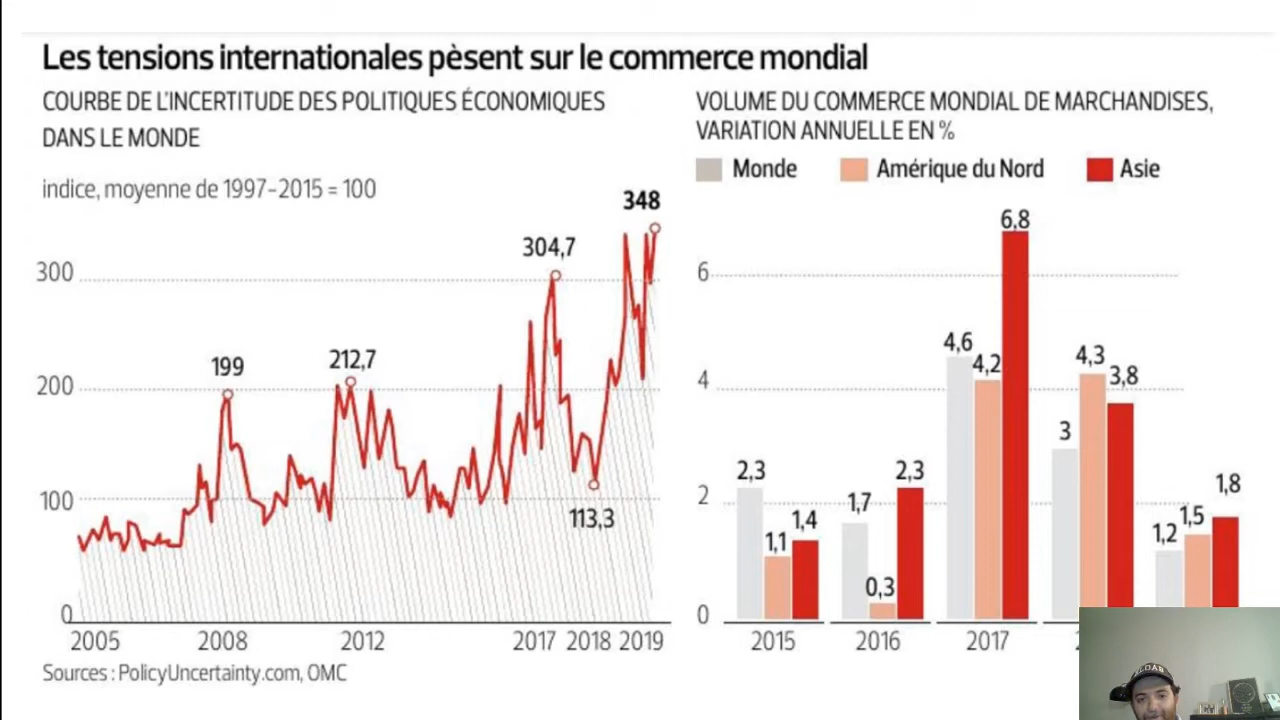 Les tensions internationales pèsent sur le commerce mondial
COURBE DE L'INCERTITUDE DES POLITIQUES ÉCONOMIQUES
DANS LE MONDE
indice, moyenne de 1997-2015 = 100
348
304,7
300
199
212,7
200
100
113,3
0
2005 2008 2012 2017 2018 2019
Sources : PolicyUncertainty.com, OMC
VOLUME DU COMMERCE MONDIAL DE MARCHANDISES,
VARIATION ANNUELLE EN %
Monde Amérique du Nord Asie
6,8
6
4,6
4,2
4,3
3,8
4
3
2,3
1,7
2,3
1,8
2
1,1
1,4
0,3
1,2
1,5
0
2015 2016 2017